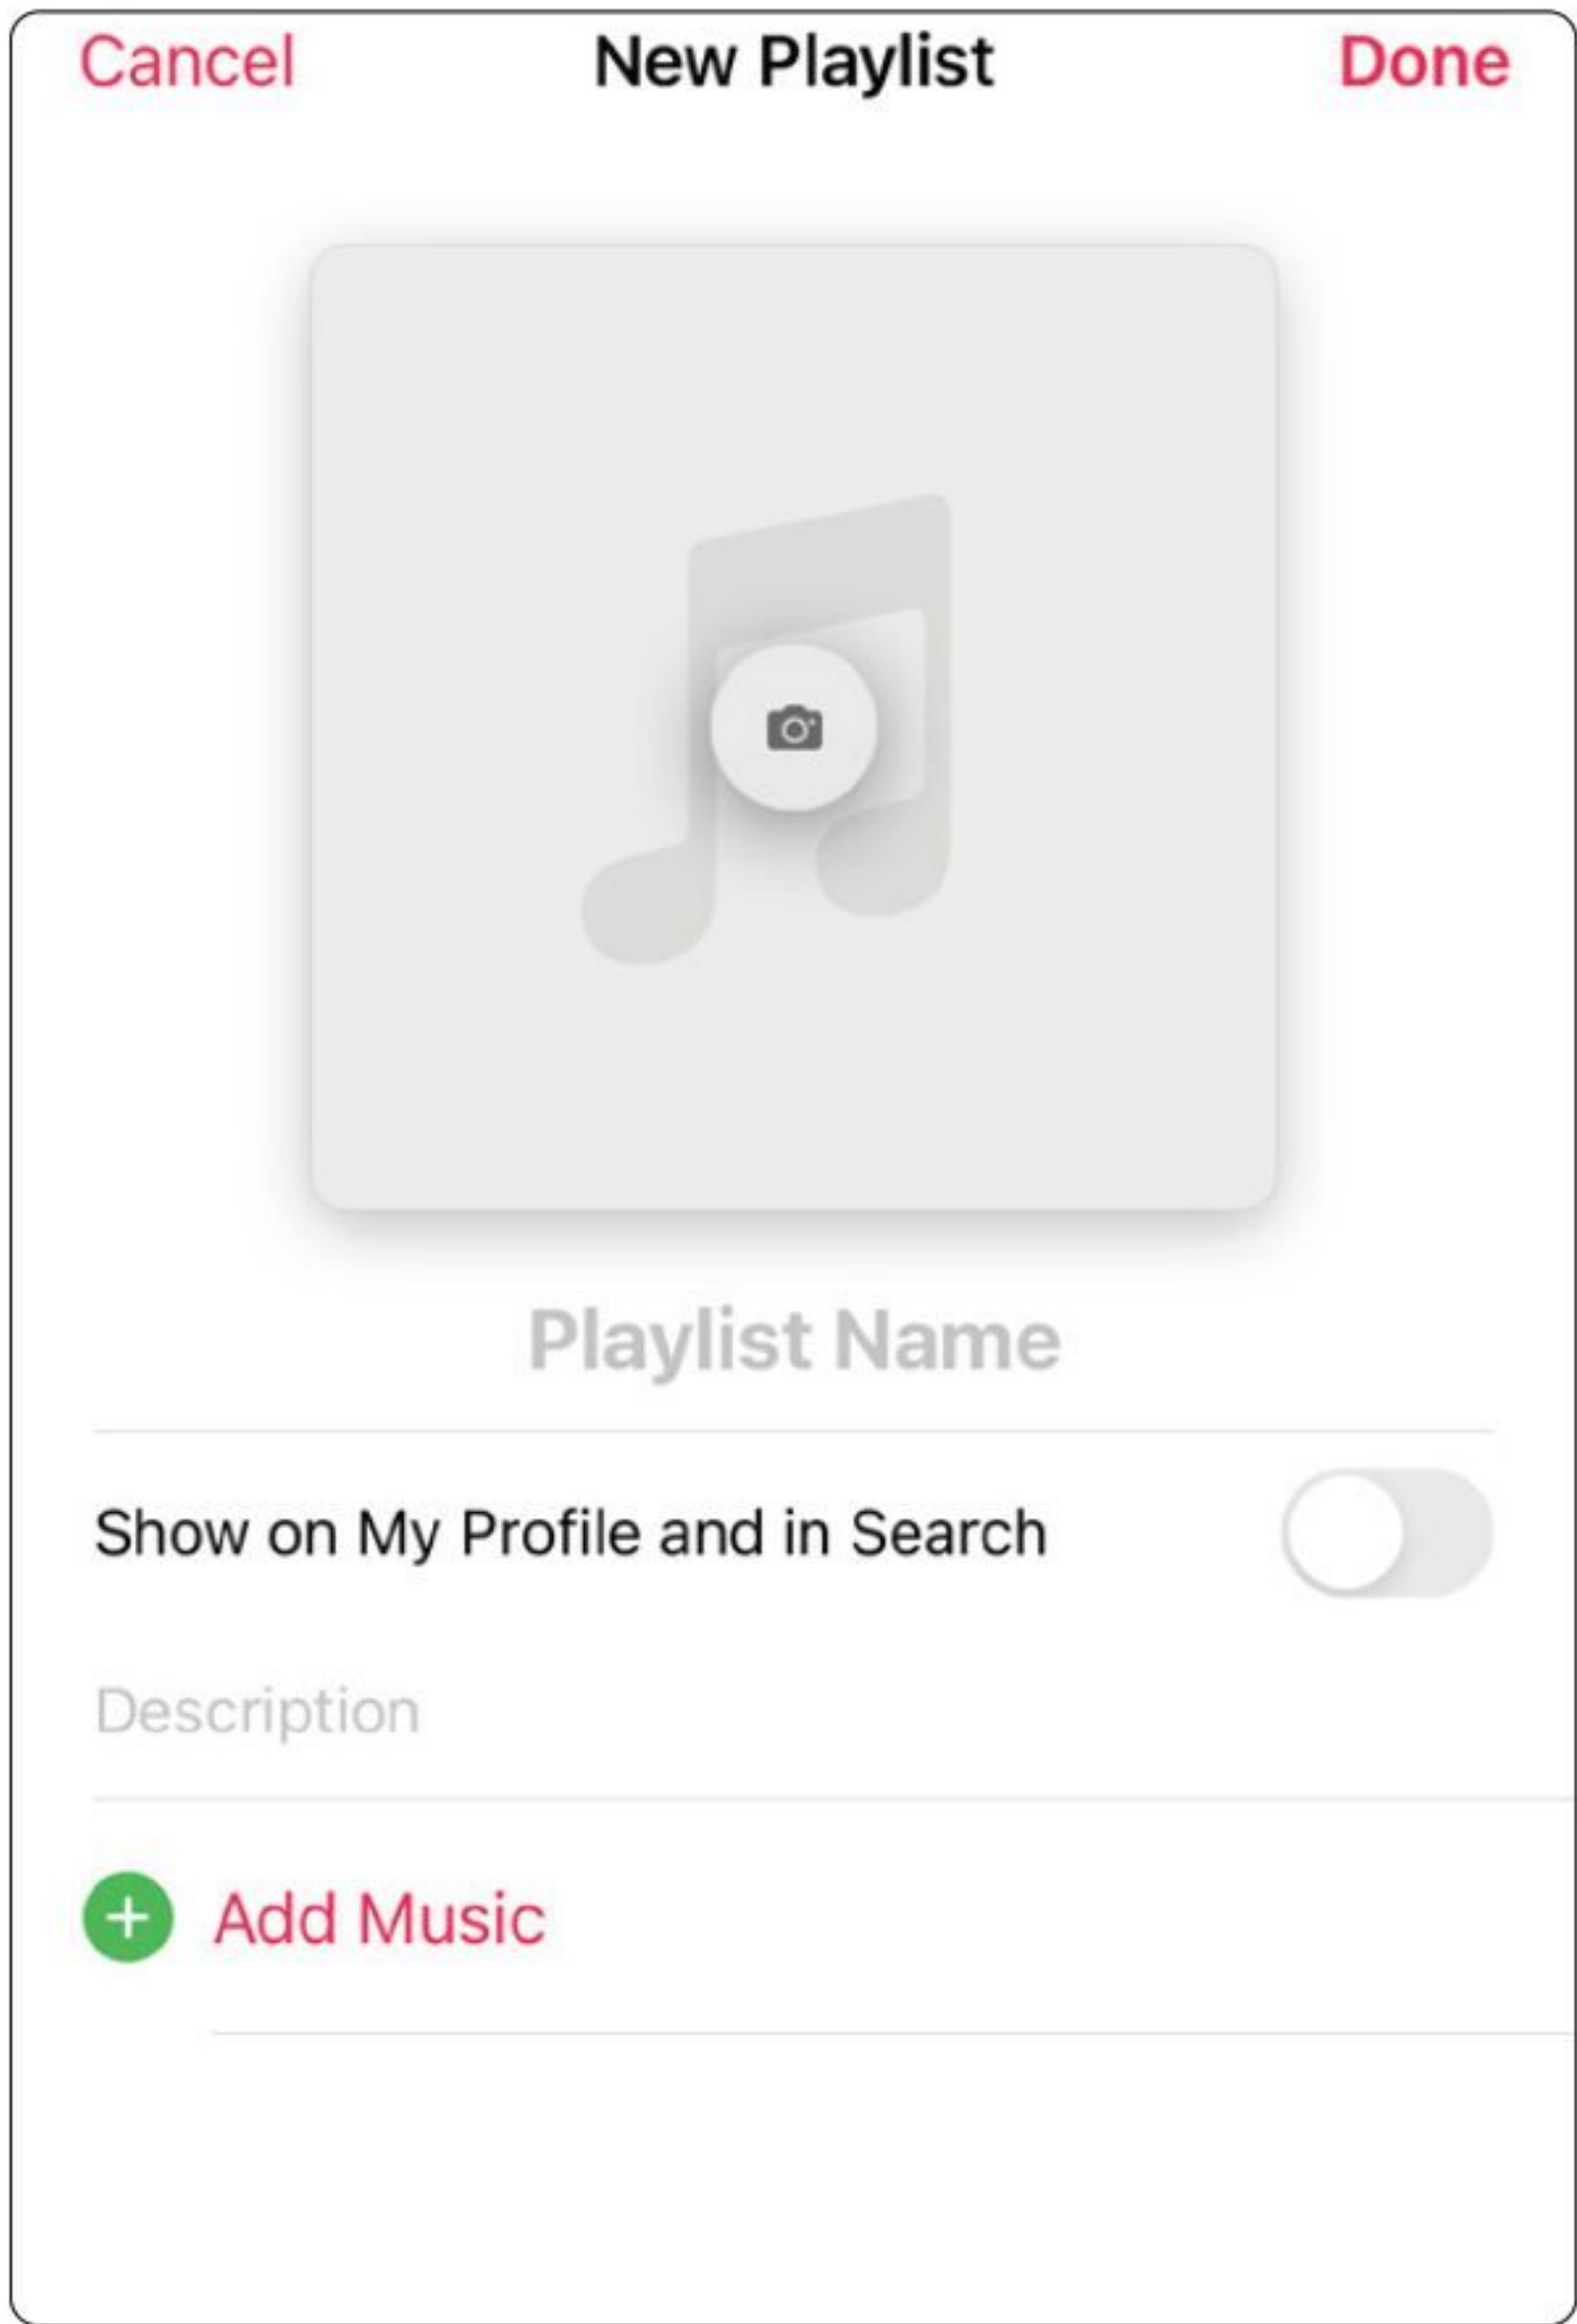 Cancel New Playlist Done
Playlist Name
Show on My Profile and in Search
Description
Add Music